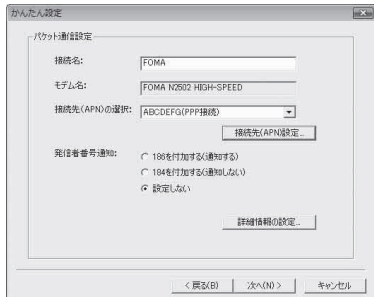 かんたん設定
パケット通信設定
接続名: FOMA
モデム名: FOMA N2502 HIGH-SPEED
接続先(APN)の選択: ABCDEFG(PPP接続)
接続先(APN)設定...
発信者番号通知: 186を付加する(通知する)
184を付加する(通知しない)
設定しない
詳細情報の設定...
< 戻る(B) 次へ(N) > キャンセル